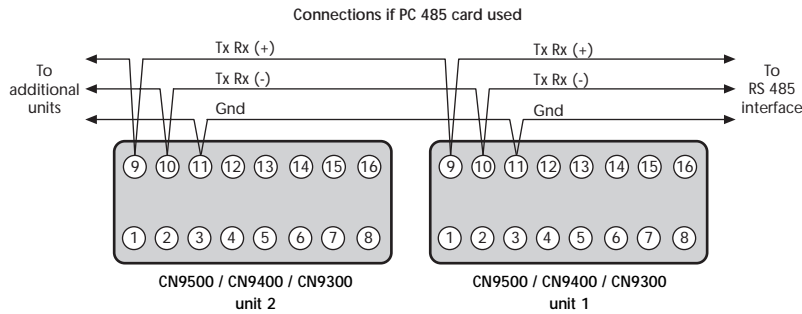 Connections if PC 485 card used
Tx Rx (+)
Tx Rx (+)
To
additional
units
Tx Rx (-)
Tx Rx (-)
To
RS 485
interface
Gnd
Gnd
9 10 11 12 13 14 15 16
9 10 11 12 13 14 15 16
1 2 3 4 5 6 7 8
1 2 3 4 5 6 7 8
CN9500 / CN9400 / CN9300
unit 2
CN9500 / CN9400 / CN9300
unit 1